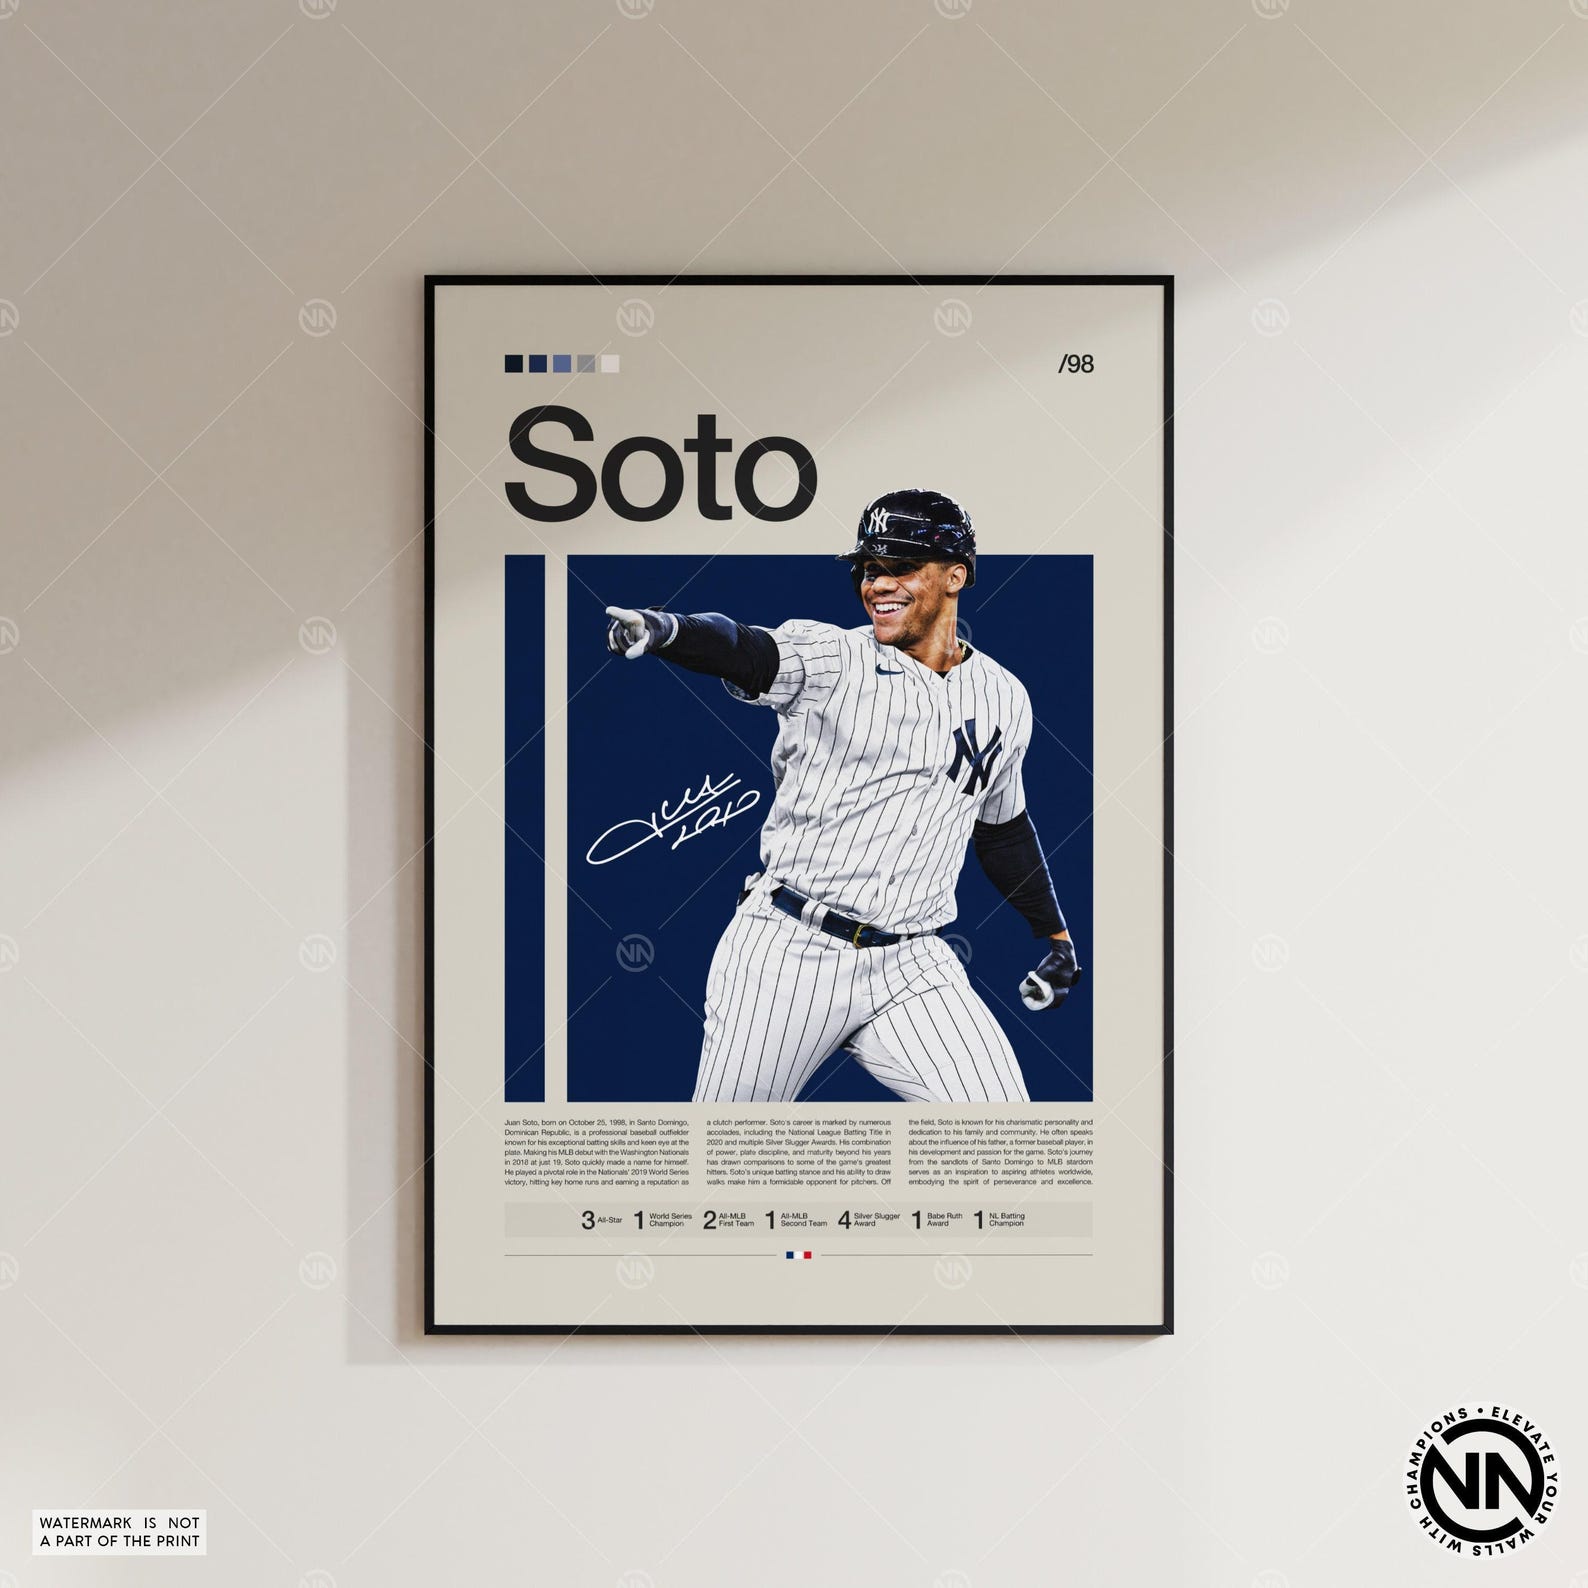 /98
Soto
NY
NY
Juan Soto
Juan Soto, born on October 25, 1998, in Santo Domingo,
Dominican Republic, is a professional baseball outfielder
known for his exceptional batting skills and keen eye at the
plate. Making his MLB debut with the Washington Nationals
in 2018 at just 19, Soto quickly made a name for himself.
He played a pivotal role in the Nationals' 2019 World Series
victory, hitting key home runs and earning a reputation as
a clutch performer. Soto's career is marked by numerous
accolades, including the National League Batting Title in
2020 and multiple Silver Slugger Awards. His combination
of power, plate discipline, and maturity beyond his years
has drawn comparisons to some of the game's greatest
hitters. Soto's unique batting stance and his ability to draw
walks make him a formidable opponent for pitchers. Off
the field, Soto is known for his charismatic personality and
dedication to his family and community. He often speaks
about the influence of his father, a former baseball player, in
his development and passion for the game. Soto's journey
from the sandlots of Santo Domingo to MLB stardom
serves as an inspiration to aspiring athletes worldwide,
embodying the spirit of perseverance and excellence.
3 All-Star
1 World Series
Champion
2 All-MLB
First Team
1 All-MLB
Second Team
4 Silver Slugger
Award
1 Babe Ruth
Award
1 NL Batting
Champion
WATERMARK IS NOT
A PART OF THE PRINT
ELEVATE YOUR WALLS WITH CHAMPIONS •
NN